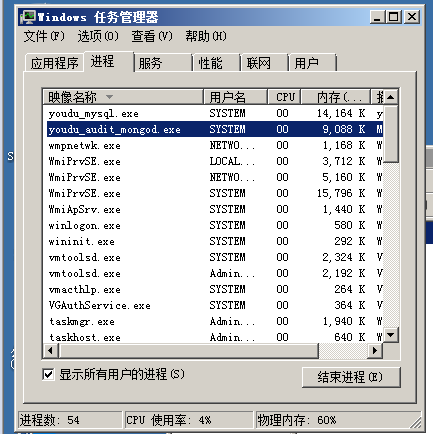 Windows 任务管理器
文件(F) 选项(O) 查看(V) 帮助(H)
应用程序 进程 服务 性能 联网 用户
映像名称 用户名 CPU 内存(...
youdu_mysql.exe SYSTEM 00 14,164 K
youdu_audit_mongod.exe SYSTEM 00 9,088 K
wmpnetwk.exe NETWO... 00 1,168 K
WmiPrvSE.exe LOCAL... 00 3,712 K
WmiPrvSE.exe NETWO... 00 5,160 K
WmiPrvSE.exe SYSTEM 00 15,796 K
WmiApSrv.exe SYSTEM 00 1,440 K
winlogon.exe SYSTEM 00 580 K
wininit.exe SYSTEM 00 292 K
vmtoolsd.exe SYSTEM 00 2,324 K
vmtoolsd.exe Admin... 00 2,192 K
vmacthlp.exe SYSTEM 00 264 K
VGAuthService.exe SYSTEM 00 364 K
taskmgr.exe Admin... 00 1,940 K
taskhost.exe Admin... 00 640 K
显示所有用户的进程(S) 结束进程(E)
进程数: 54 CPU 使用率: 4% 物理内存: 60%